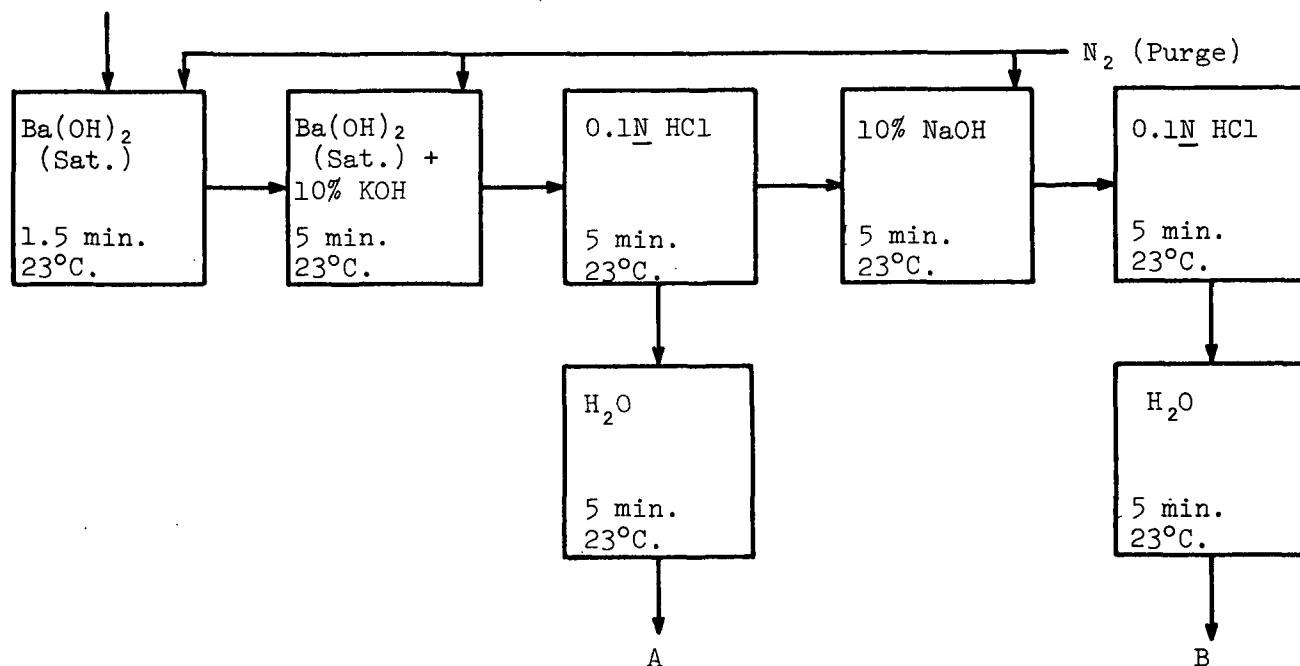 N₂ (Purge)
Ba(OH)₂
(Sat.)
1.5 min.
23°C.
Ba(OH)₂
(Sat.) +
10% KOH
5 min.
23°C.
0.1N HCl
5 min.
23°C.
10% NaOH
5 min.
23°C.
0.1N HCl
5 min.
23°C.
H₂O
5 min.
23°C.
H₂O
5 min.
23°C.
A
B